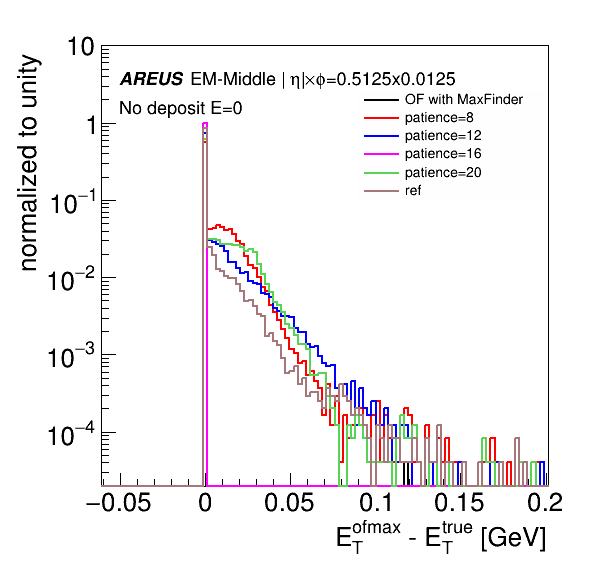 AREUS EM-Middle | η|×ϕ=0.5125x0.0125
No deposit E=0
OF with MaxFinder
patience=8
patience=12
patience=16
patience=20
ref
normalized to unity
10
1
10⁻¹
10⁻²
10⁻³
10⁻⁴
−0.05 0 0.05 0.1 0.15 0.2
E_T^ofmax - E_T^true [GeV]